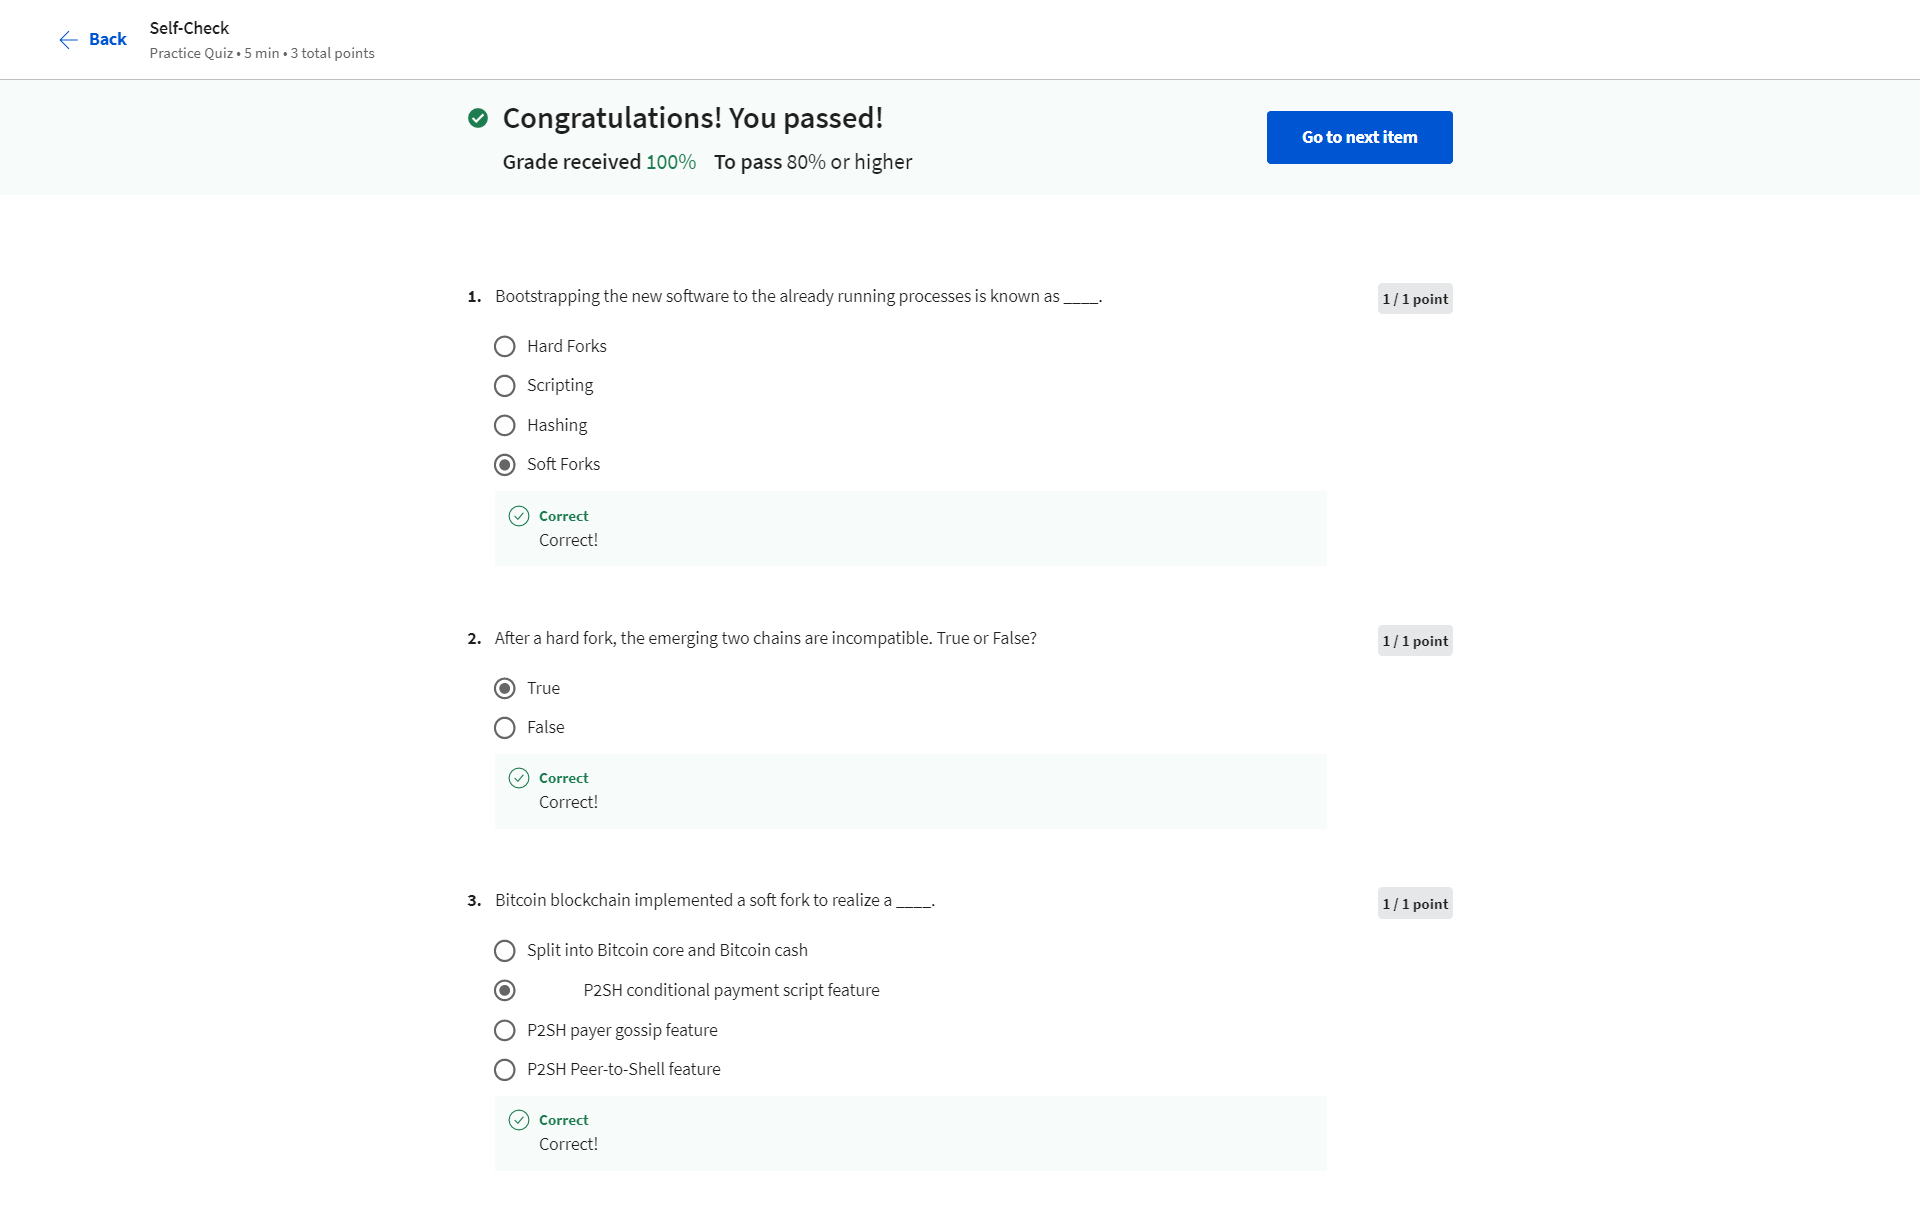 Back
Self-Check
Practice Quiz • 5 min • 3 total points
Congratulations! You passed!
Grade received 100% To pass 80% or higher
Go to next item
1. Bootstrapping the new software to the already running processes is known as ____.
1 / 1 point
Hard Forks
Scripting
Hashing
Soft Forks
Correct
Correct!
2. After a hard fork, the emerging two chains are incompatible. True or False?
1 / 1 point
True
False
Correct
Correct!
3. Bitcoin blockchain implemented a soft fork to realize a ____.
1 / 1 point
Split into Bitcoin core and Bitcoin cash
P2SH conditional payment script feature
P2SH payer gossip feature
P2SH Peer-to-Shell feature
Correct
Correct!